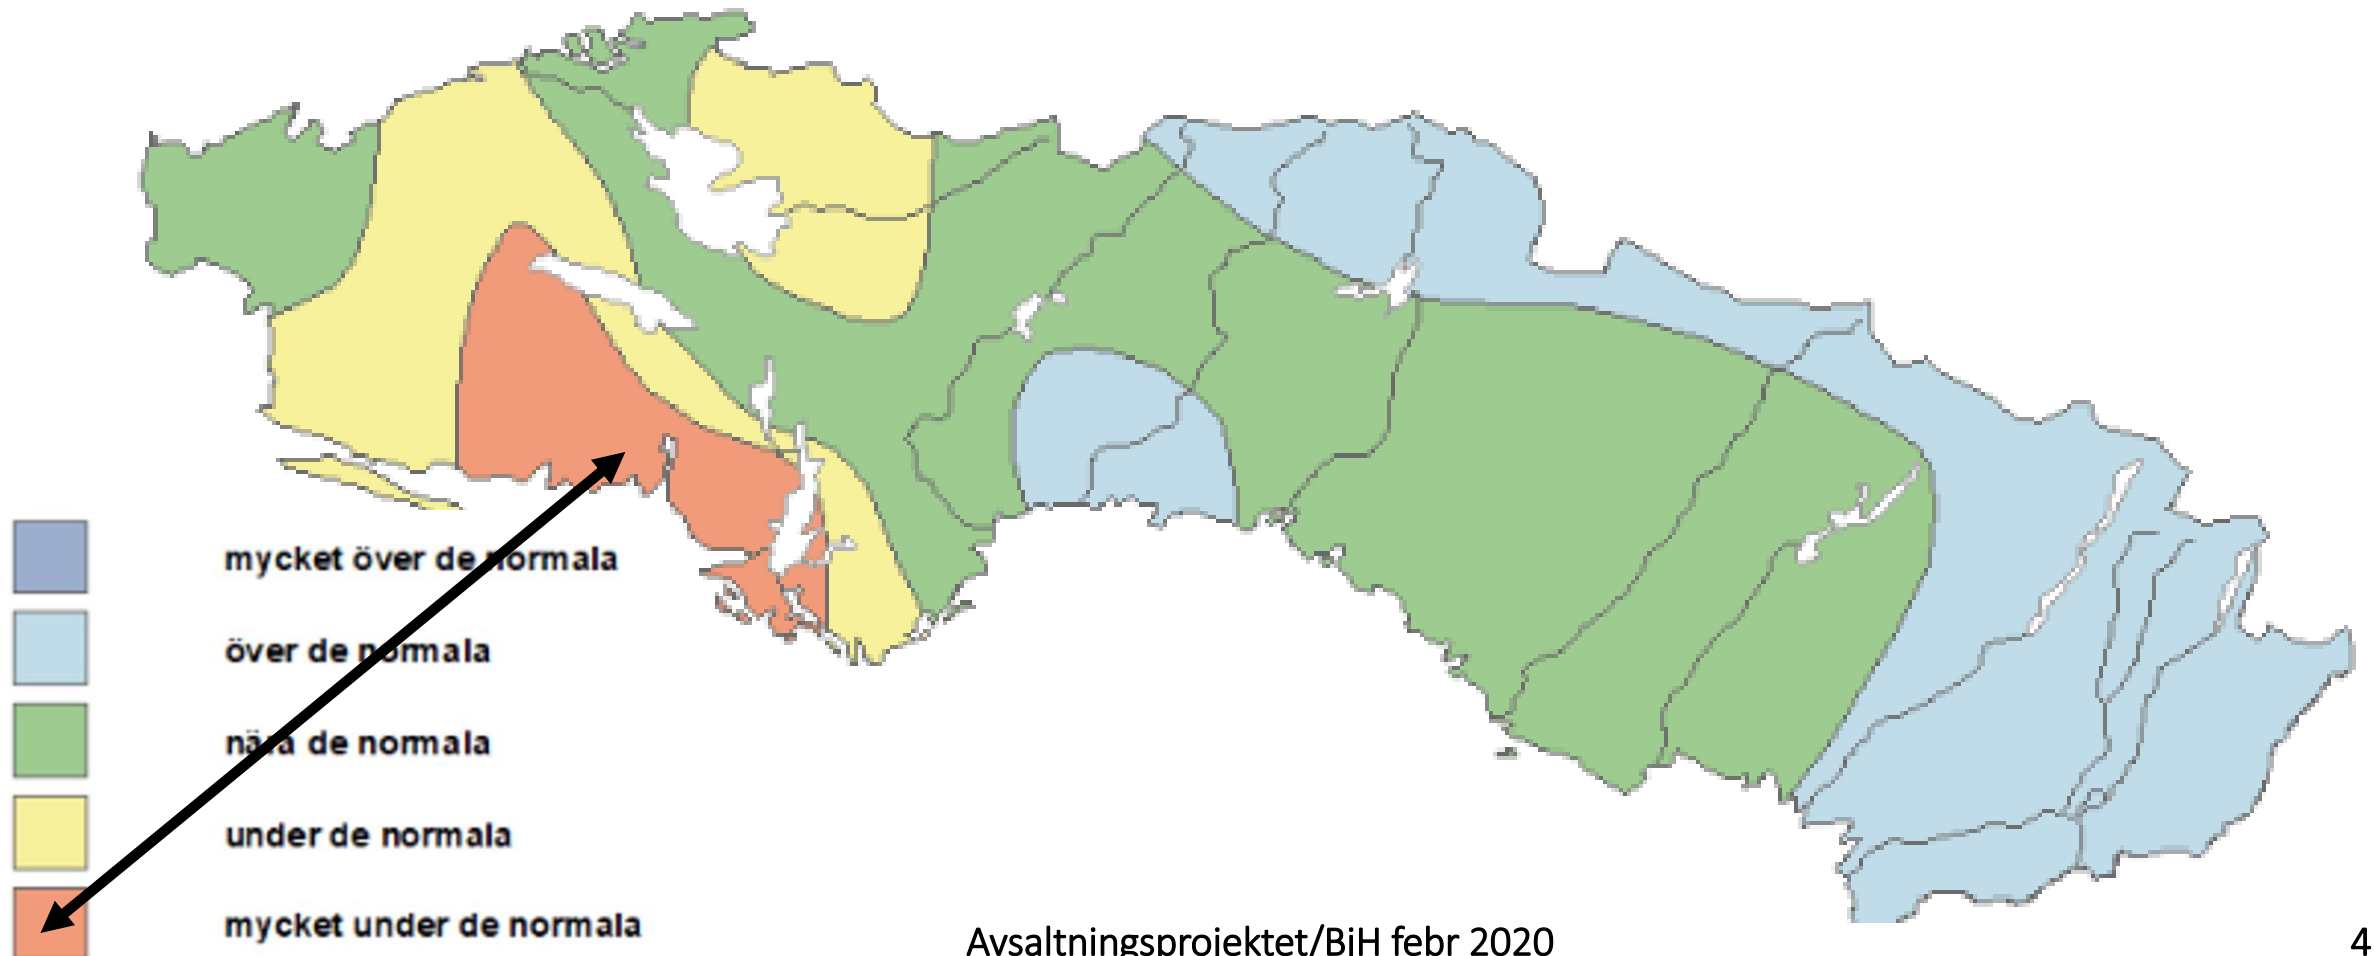 mycket över de normala
över de normala
nära de normala
under de normala
mycket under de normala
Avsaltningsprojektet/BjH febr 2020
4